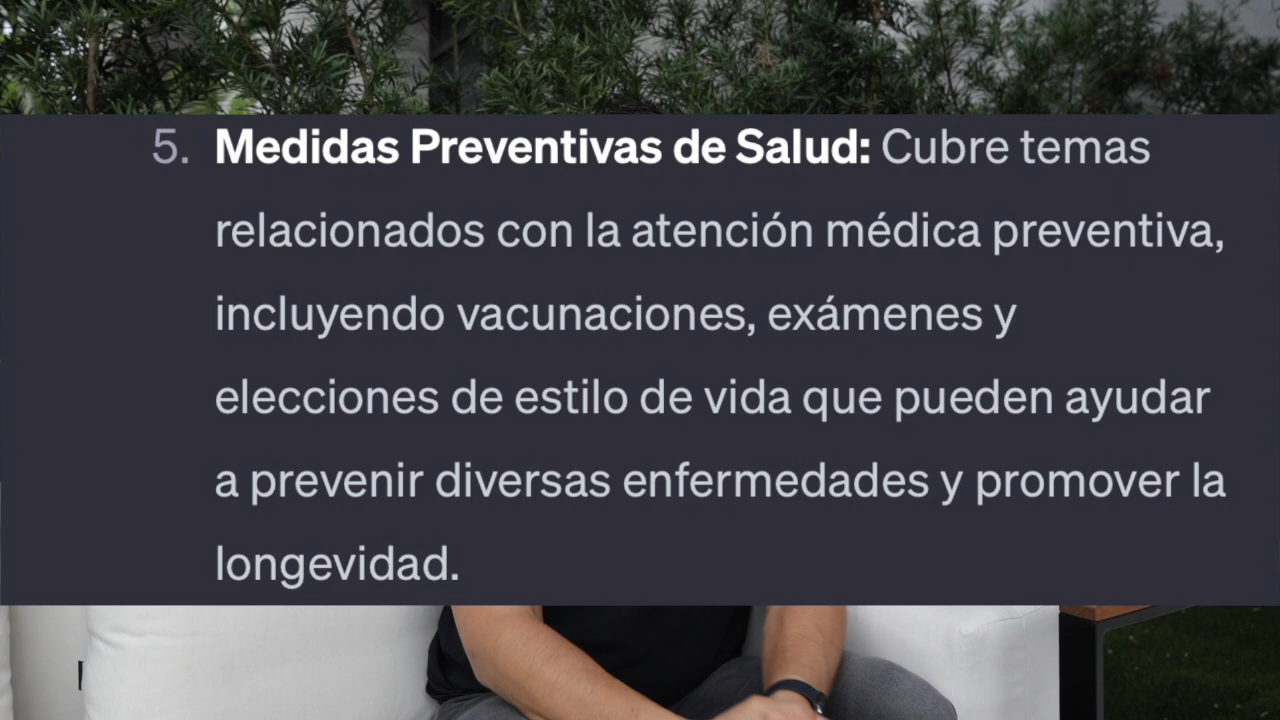 5. Medidas Preventivas de Salud: Cubre temas
relacionados con la atención médica preventiva,
incluyendo vacunaciones, exámenes y
elecciones de estilo de vida que pueden ayudar
a prevenir diversas enfermedades y promover la
longevidad.